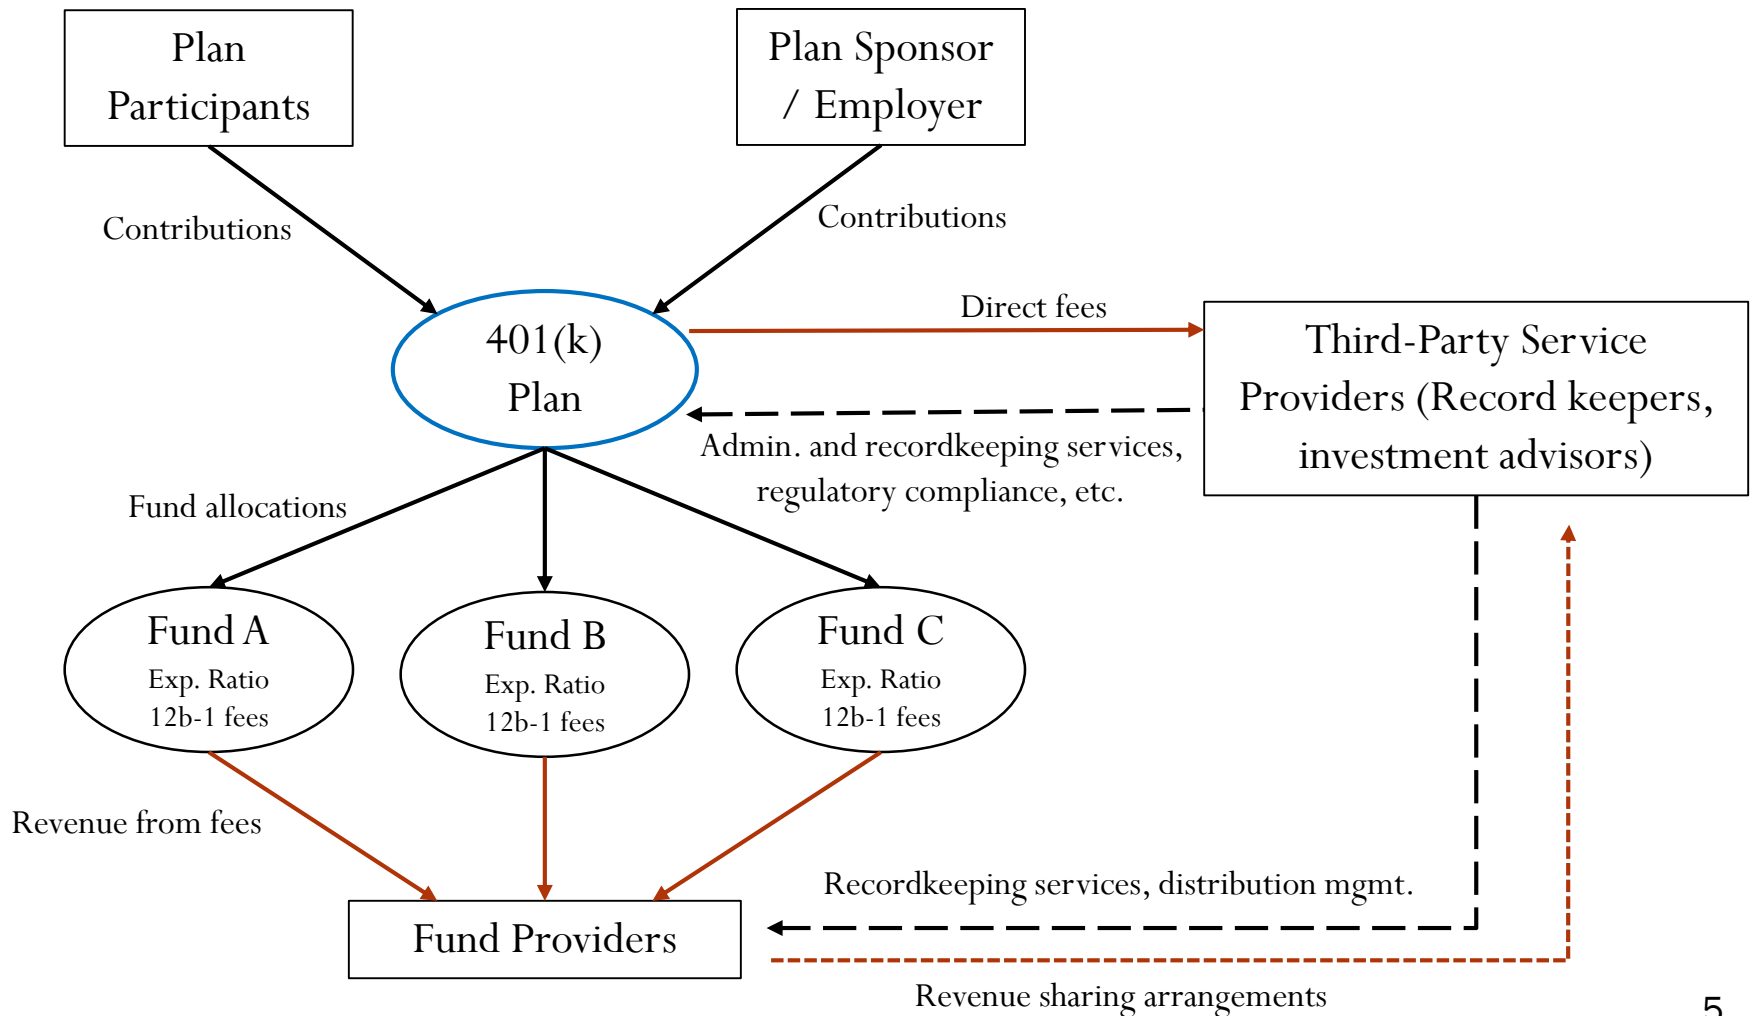 Plan
Participants
Plan Sponsor
/ Employer
Contributions
Contributions
Direct fees
401(k)
Plan
Third-Party Service
Providers (Record keepers,
investment advisors)
Admin. and recordkeeping services,
regulatory compliance, etc.
Fund allocations
Fund A
Exp. Ratio
12b-1 fees
Fund B
Exp. Ratio
12b-1 fees
Fund C
Exp. Ratio
12b-1 fees
Revenue from fees
Recordkeeping services, distribution mgmt.
Fund Providers
Revenue sharing arrangements
5